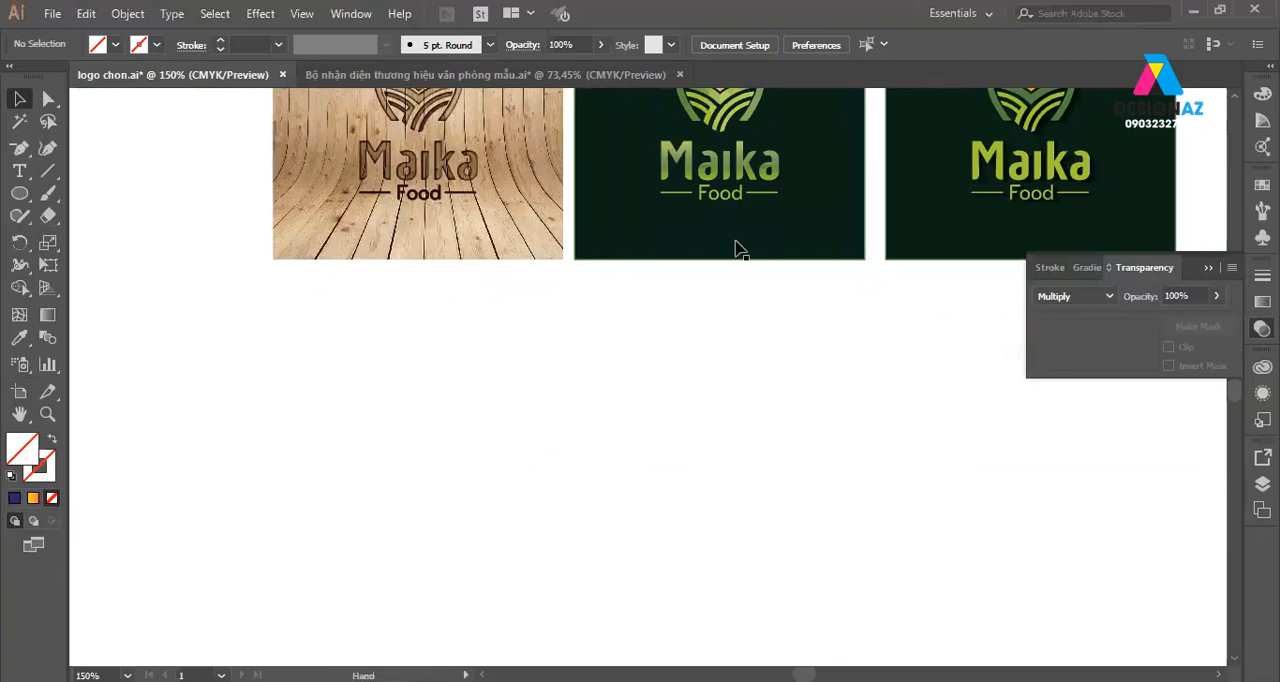 Ai File Edit Object Type Select Effect View Window Help Br St Essentials Search Adobe Stock
No Selection Stroke: 5 pt. Round Opacity: 100% Style: Document Setup Preferences
logo chon.ai* @ 150% (CMYK/Preview) × Bộ nhận diện thương hiệu văn phòng mẫu.ai* @ 73,45% (CMYK/Preview) ×
DESIGNAZ
09032327
Maika
Food
Maika
Food
Maika
Food
Stroke Gradie Transparency
Multiply Opacity: 100%
Make Mask
Clip
Invert Mask
150% 1 Hand